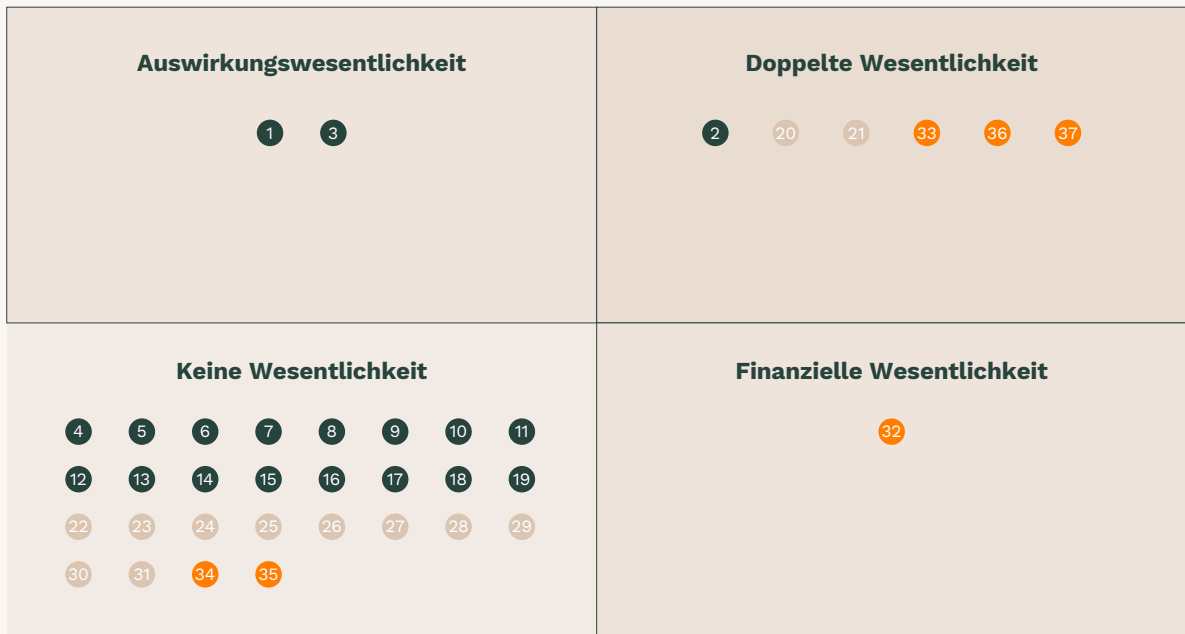 Auswirkungswesentlichkeit
1 3
Doppelte Wesentlichkeit
2 20 21 33 36 37
Keine Wesentlichkeit
4 5 6 7 8 9 10 11
12 13 14 15 16 17 18 19
22 23 24 25 26 27 28 29
30 31 34 35
Finanzielle Wesentlichkeit
32